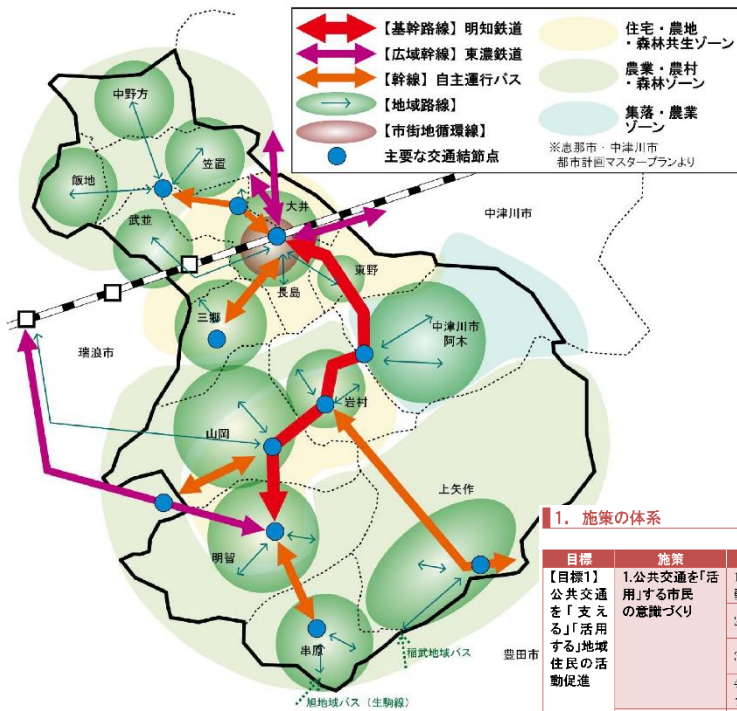 【基幹路線】明知鉄道
【広域幹線】東濃鉄道
【幹線】自主運行バス
【地域路線】
【市街地循環線】
主要な交通結節点
住宅・農地
・森林共生ゾーン
農業・農村
・森林ゾーン
集落・農業
ゾーン
※恵那市・中津川市
都市計画マスタープランより
中野方
笠置
飯地
武並
大井
中津川市
東野
長島
三郷
中津川市
阿木
瑞浪市
岩村
山岡
上矢作
明智
串原
豊田市
稲武地域バス
旭地域バス（生駒線）
1. 施策の体系
目標
施策
【目標1】
公共交通
を「支え
る」「活用
する」地域
住民の活
動促進
1.公共交通を「活
用」する市民
の意識づくり